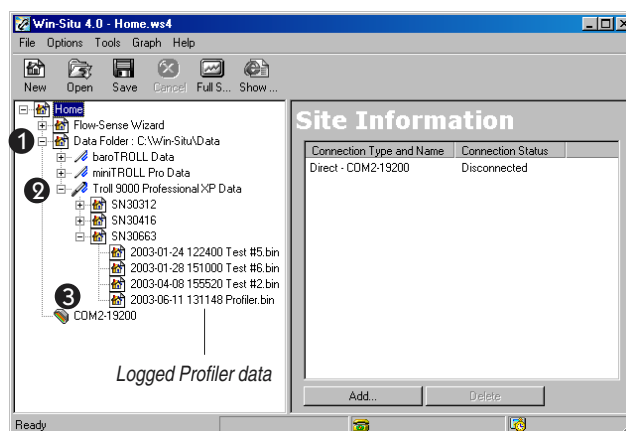 Win-Situ 4.0 - Home.ws4
File Options Tools Graph Help
New Open Save Cancel Full S... Show ...
Home
Flow-Sense Wizard
1 Data Folder : C:\Win-Situ\Data
baroTROLL Data
miniTROLL Pro Data
2 Troll 9000 Professional XP Data
SN30312
SN30416
SN30663
2003-01-24 122400 Test #5.bin
2003-01-28 151000 Test #6.bin
2003-04-08 155520 Test #2.bin
2003-06-11 131148 Profiler.bin
3 COM2-19200
Logged Profiler data
Site Information
Connection Type and Name Connection Status
Direct - COM2-19200 Disconnected
Add... Delete
Ready